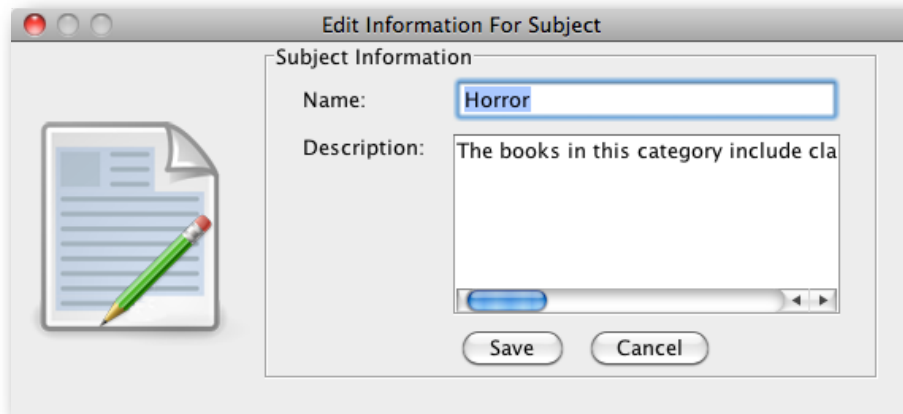 Edit Information For Subject
Subject Information
Name: Horror
Description: The books in this category include cla
Save Cancel